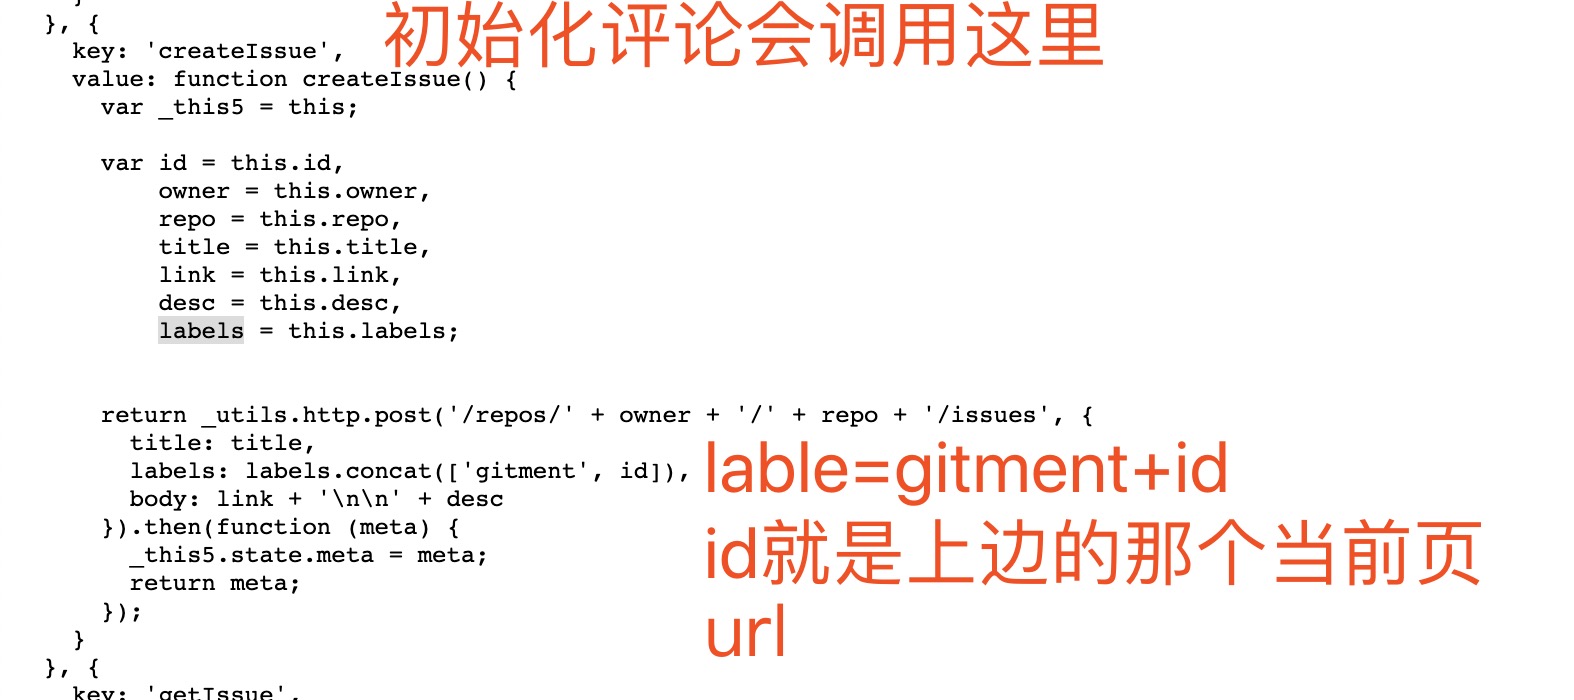 }, {
初始化评论会调用这里
key: 'createIssue',
value: function createIssue() {
var _this5 = this;
var id = this.id,
owner = this.owner,
repo = this.repo,
title = this.title,
link = this.link,
desc = this.desc,
labels = this.labels;
return _utils.http.post('/repos/' + owner + '/' + repo + '/issues', {
title: title,
labels: labels.concat(['gitment', id]),
lable=gitment+id
body: link + '\n\n' + desc
}).then(function (meta) {
_this5.state.meta = meta;
id就是上边的那个当前页
return meta;
});
url
}
}, {
key: 'getIssue',